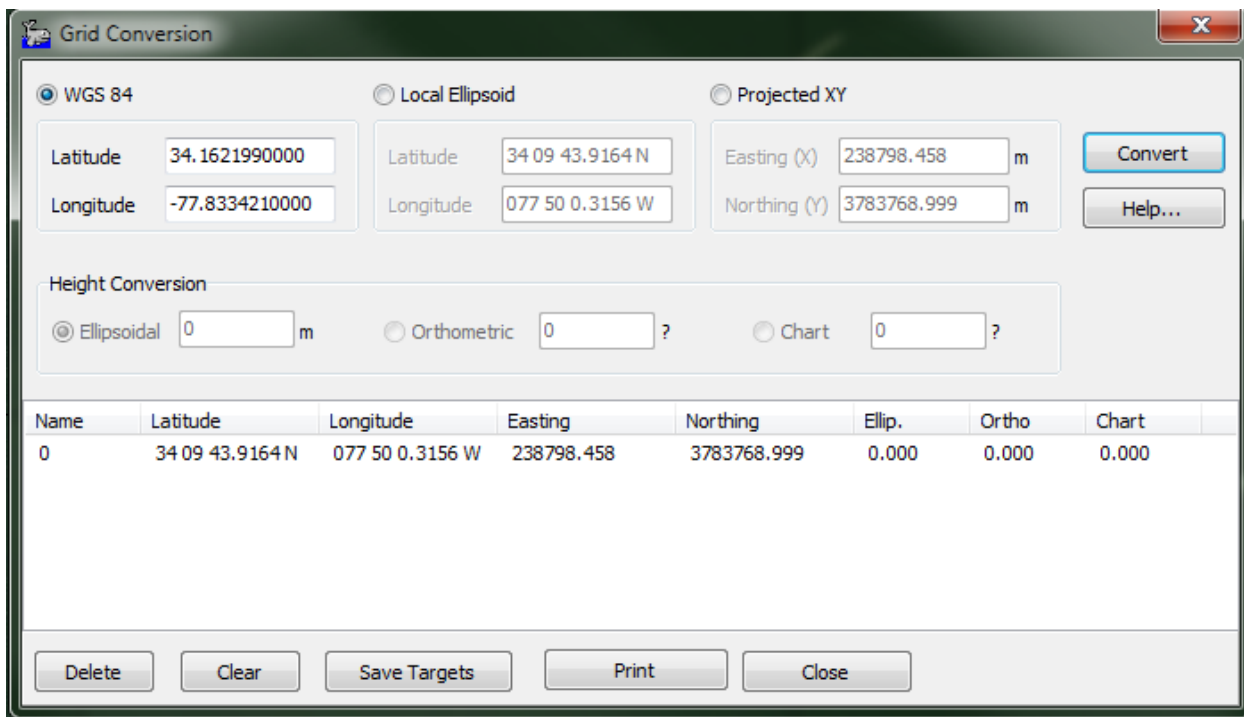 Grid Conversion
X
WGS 84 Local Ellipsoid Projected XY
Latitude 34.1621990000 Latitude 34 09 43.9164 N Easting (X) 238798.458 m Convert
Longitude -77.8334210000 Longitude 077 50 0.3156 W Northing (Y) 3783768.999 m Help...
Height Conversion
Ellipsoidal 0 m Orthometric 0 ? Chart 0 ?
Name Latitude Longitude Easting Northing Ellip. Ortho Chart
0 34 09 43.9164 N 077 50 0.3156 W 238798.458 3783768.999 0.000 0.000 0.000
Delete Clear Save Targets Print Close